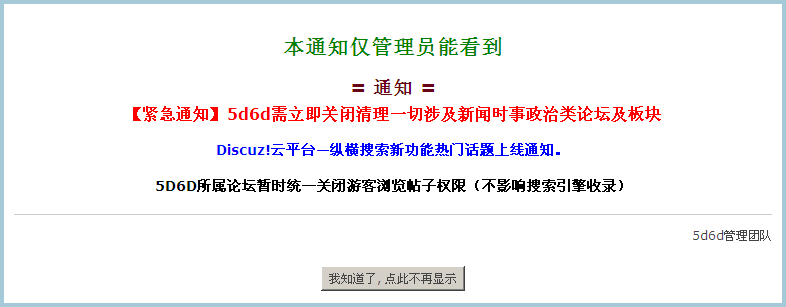 本通知仅管理员能看到
= 通知 =
【紧急通知】5d6d需立即关闭清理一切涉及新闻时事政治类论坛及板块
Discuz!云平台—纵横搜索新功能热门话题上线通知。
5D6D所属论坛暂时统一关闭游客浏览帖子权限（不影响搜索引擎收录）
5d6d管理团队
我知道了, 点此不再显示